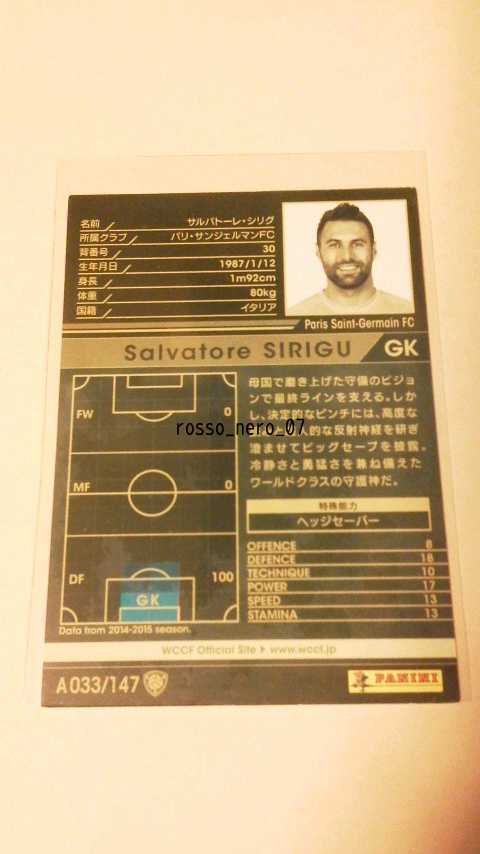 名前 サルバトーレ・シリグ
所属クラブ パリ・サンジェルマンFC
背番号 30
生年月日 1987/1/12
身長 1m92cm
体重 80kg
国籍 イタリア
Paris Saint-Germain FC
Salvatore SIRIGU GK
母国で磨き上げた守備のビジョ
ンで最終ラインを支える。しか
し、決定的なピンチには、高度な
人的な反射神経を研ぎ
澄ませてビッグセーブを披露。
冷静さと勇猛さを兼ね備えた
ワールドクラスの守護神だ。
rosso_nero_07
FW 0
MF 0
DF 100
GK
Data from 2014-2015 season.
特殊能力
ヘッジセーバー
OFFENCE 8
DEFENCE 18
TECHNIQUE 10
POWER 17
SPEED 13
STAMINA 13
WCCF Official Site ▶ www.wccf.jp
A 033/147
PANINI